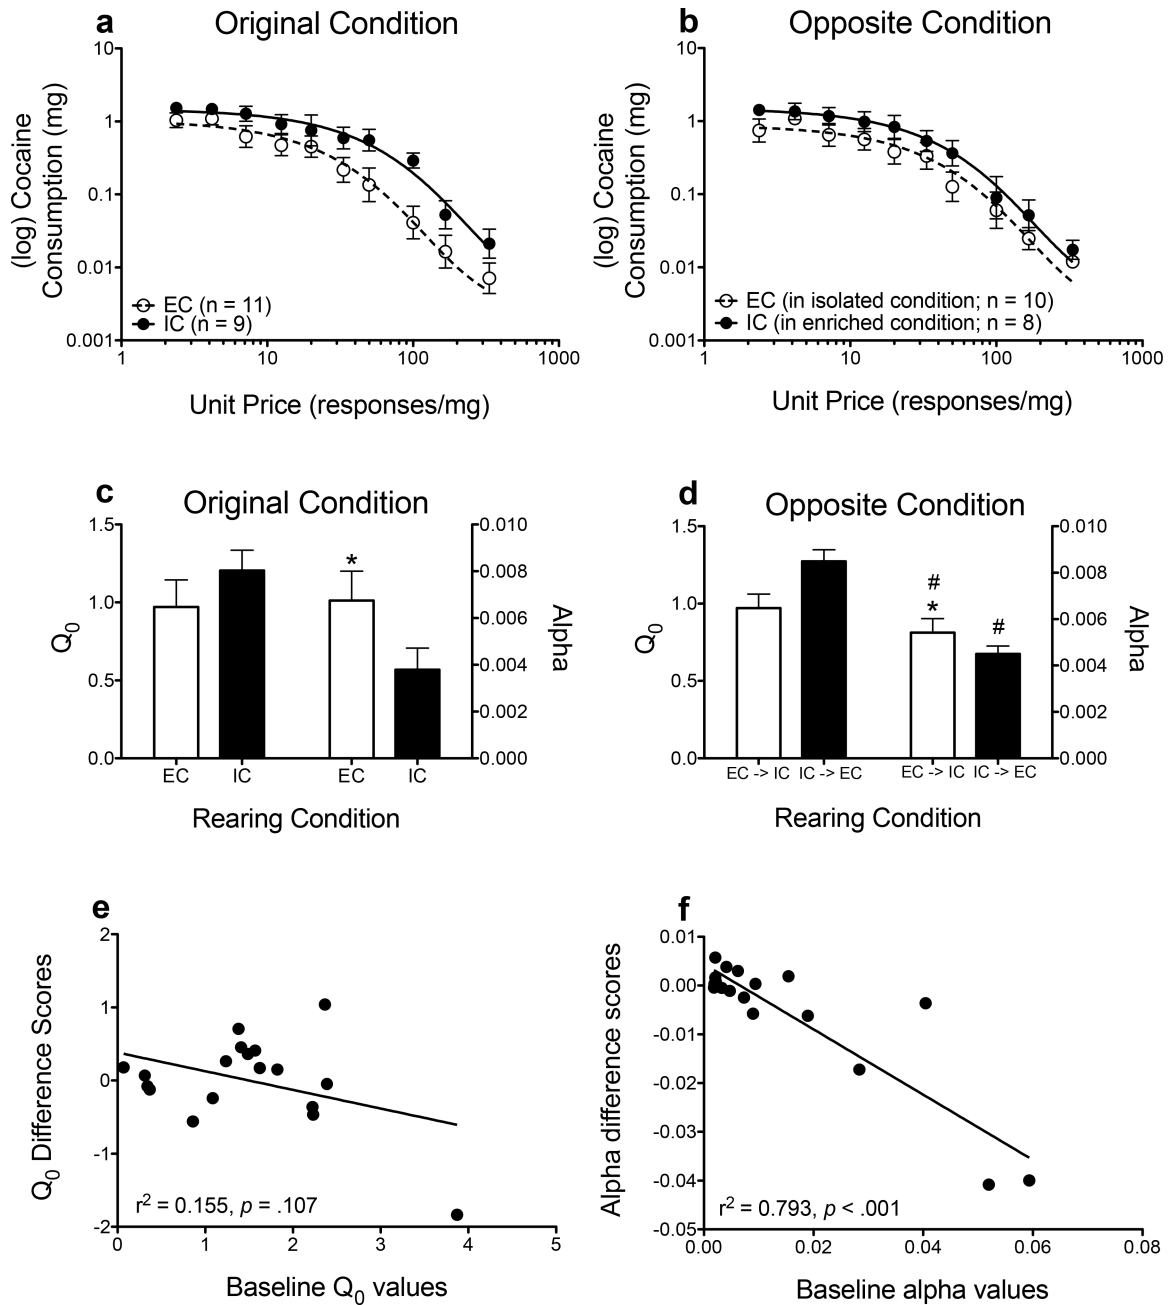 a Original Condition
(log) Cocaine
Consumption (mg)
10
1
0.1
0.01
0.001
EC (n = 11)
IC (n = 9)
1 10 100 1000
Unit Price (responses/mg)
b Opposite Condition
(log) Cocaine
Consumption (mg)
10
1
0.1
0.01
0.001
EC (in isolated condition; n = 10)
IC (in enriched condition; n = 8)
1 10 100 1000
Unit Price (responses/mg)
c Original Condition
Q0
1.5
1.0
0.5
0.0
*
0.010
0.008
0.006
0.004
0.002
0.000
Alpha
EC IC EC IC
Rearing Condition
d Opposite Condition
Q0
1.5
1.0
0.5
0.0
#
*
#
0.010
0.008
0.006
0.004
0.002
0.000
Alpha
EC -> IC IC -> EC EC -> IC IC -> EC
Rearing Condition
e
Q0 Difference Scores
2
1
0
-1
-2
r2 = 0.155, p = .107
0 1 2 3 4 5
Baseline Q0 values
f
Alpha difference scores
0.01
0.00
-0.01
-0.02
-0.03
-0.04
-0.05
r2 = 0.793, p < .001
0.00 0.02 0.04 0.06 0.08
Baseline alpha values